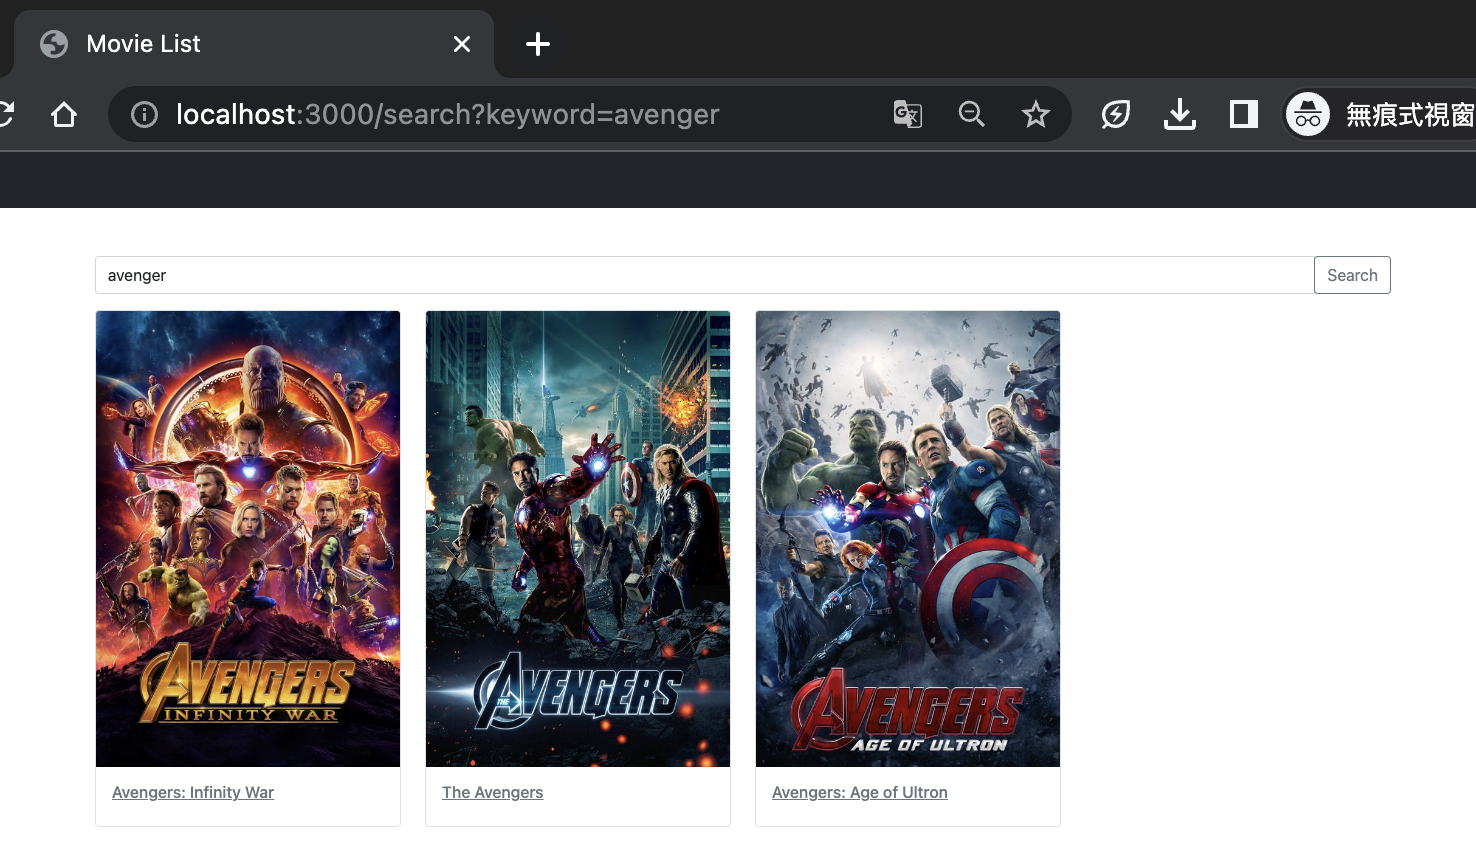 Movie List
localhost:3000/search?keyword=avenger
無痕式視窗
avenger
Search
AVENGERS
INFINITY WAR
THE AVENGERS
AVENGERS
AGE OF ULTRON
Avengers: Infinity War
The Avengers
Avengers: Age of Ultron